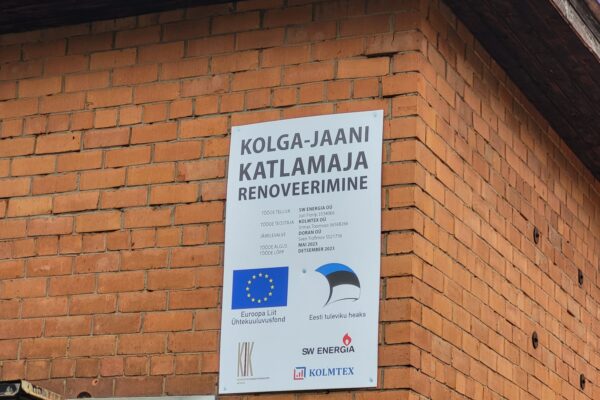 KOLGA-JAANI
KATLAMAJA
RENOVEERIMINE
TÖÖDE TELLIJA SW ENERGIA OÜ
TÖÖDE TEOSTAJA KOLMTEX OÜ
JÄRELEVALVE DORAN OÜ
TÖÖDE ALGUS MAI 2023
TÖÖDE LÕPP DETSEMBER 2023
Euroopa Liit
Ühtekuuluvusfond
Eesti tuleviku heaks
KIK
SW ENERGIA
KOLMTEX